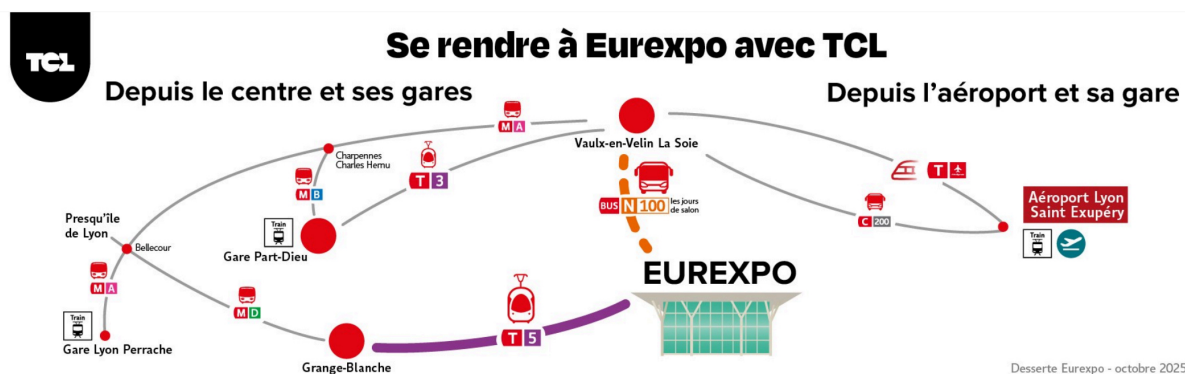 TCL
Se rendre à Eurexpo avec TCL
Depuis le centre et ses gares
Depuis l'aéroport et sa gare
M A
Vaulx-en-Velin La Soie
Charpennes
Charles Hernu
T 3
M B
BUS N 100 les jours
de salon
T
C 200
Aéroport Lyon
Saint Exupéry
Train
Presqu'île
de Lyon
Bellecour
Train
Gare Part-Dieu
EUREXPO
M A
M D
T 5
Train
Gare Lyon Perrache
Grange-Blanche
Desserte Eurexpo - octobre 2025